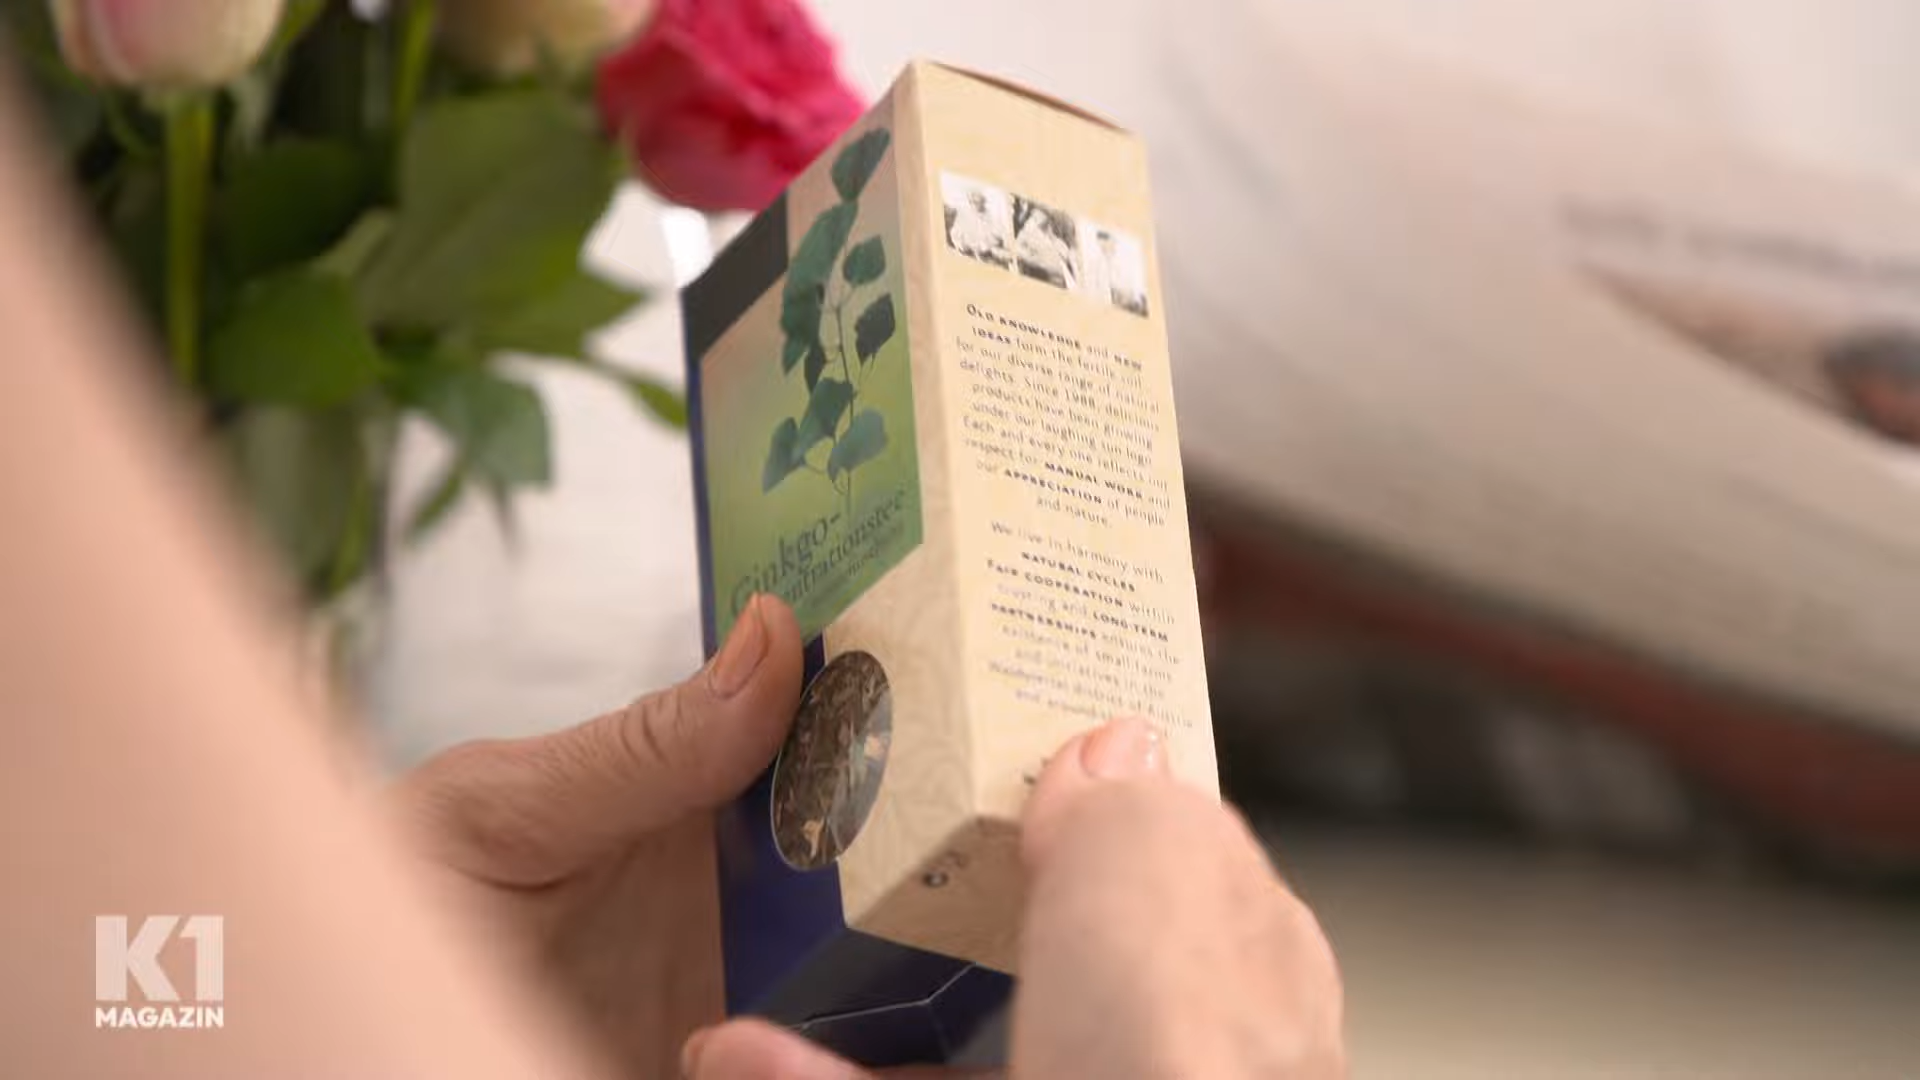 Ginkgo-
entrationstee
OLD KNOWLEDGE and NEW
IDEAS form the fertile soil
for our diverse range of natural
delights. Since 1988, delicious
products have been growing
under our laughing sun logo.
Each and every one reflects our
respect for MANUAL WORK and
our APPRECIATION of people
and nature.
We live in harmony with
NATURAL CYCLES
FAIR COOPERATION within
trusting and LONG-TERM
PARTNERSHIPS ensures the
existence of small farms
and initiatives in the
Waldviertel district of Austria
and around
K1
MAGAZIN